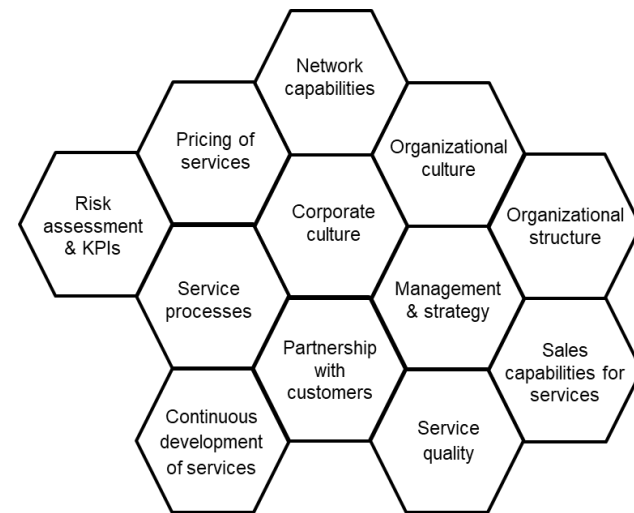 Network
capabilities
Pricing of
services
Organizational
culture
Risk
assessment
& KPIs
Corporate
culture
Organizational
structure
Service
processes
Management
& strategy
Partnership
with
customers
Sales
capabilities for
services
Continuous
development
of services
Service
quality